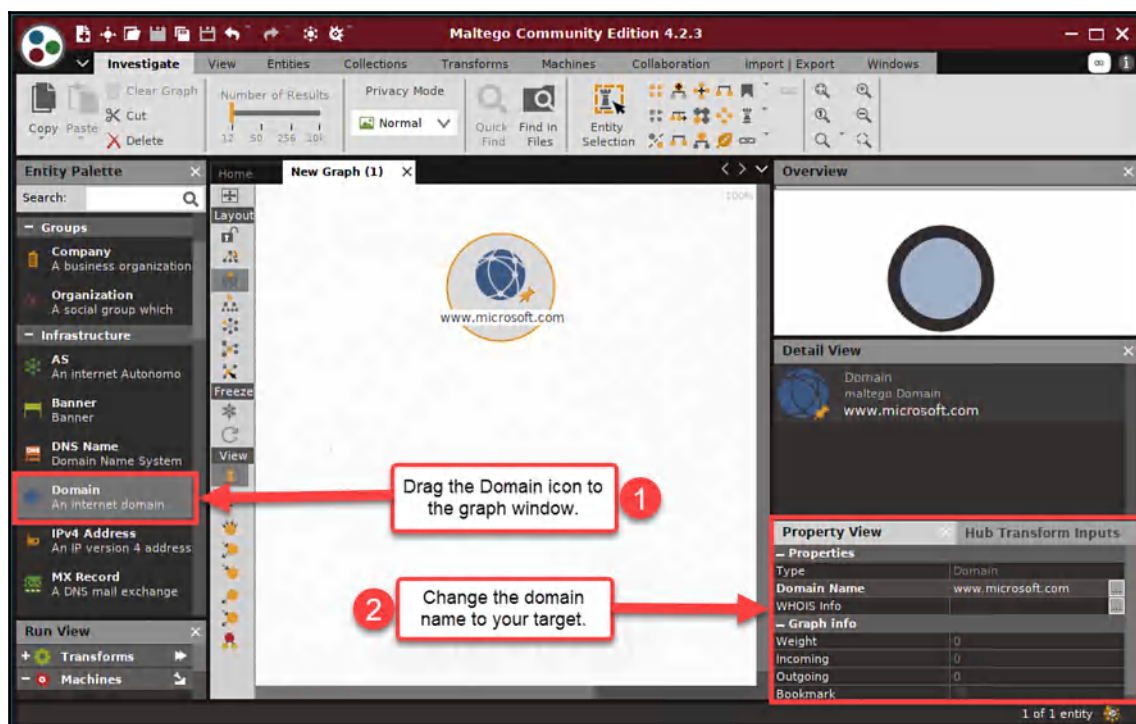 Maltego Community Edition 4.2.3
Investigate View Entities Collections Transforms Machines Collaboration Import | Export Windows
Copy Paste
Clear Graph
Cut
Delete
Number of Results
12 50 256 10k
Privacy Mode
Normal
Quick Find
Find in Files
Entity Selection
Entity Palette
Search:
Groups
Company
A business organization
Organization
A social group which
Infrastructure
AS
An internet Autonomo
Banner
Banner
DNS Name
Domain Name System
Domain
An internet domain
IPv4 Address
An IP version 4 address
MX Record
A DNS mail exchange
Run View
Transforms
Machines
Home New Graph (1)
Layout
Freeze
View
100%
www.microsoft.com
Drag the Domain icon to
the graph window.
1
2
Change the domain
name to your target.
Overview
Detail View
Domain
maltego Domain
www.microsoft.com
Property View Hub Transform Inputs
Properties
Type Domain
Domain Name www.microsoft.com
WHOIS Info
Graph info
Weight 0
Incoming 0
Outgoing 0
Bookmark
1 of 1 entity